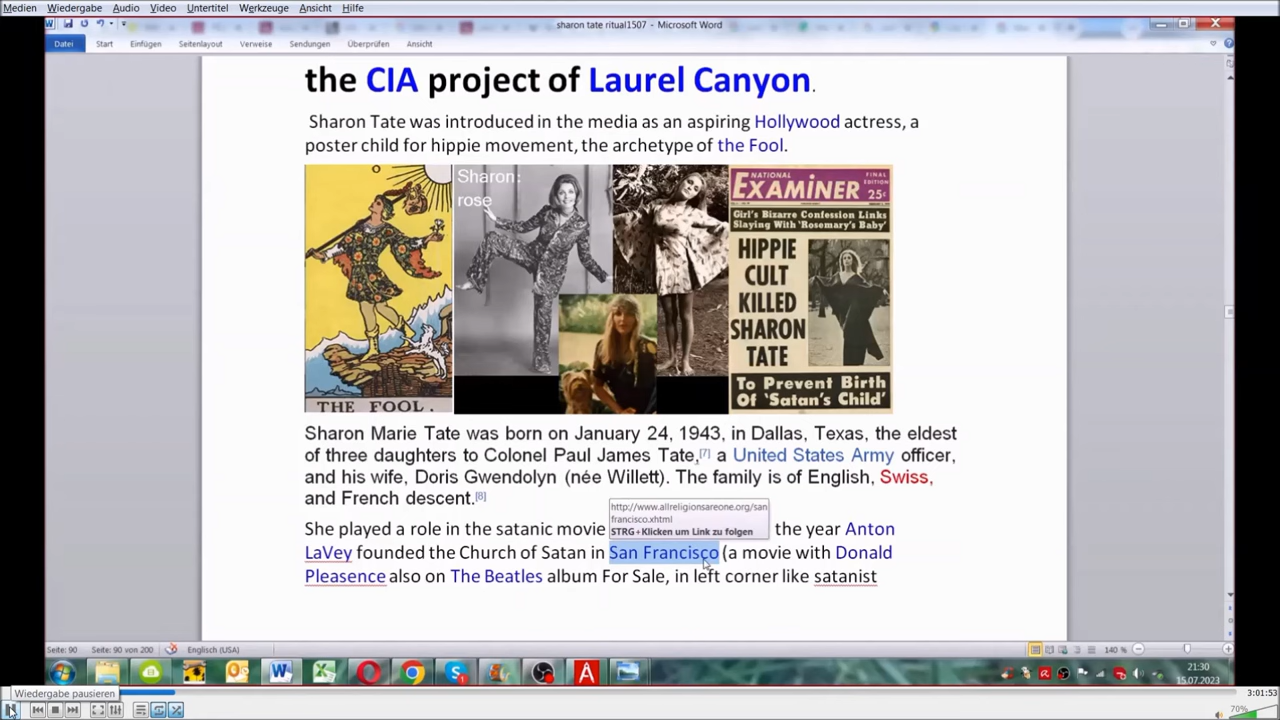 Medien Wiedergabe Audio Video Untertitel Werkzeuge Ansicht Hilfe
sharon tate ritual1507 - Microsoft Word
Datei Start Einfügen Seitenlayout Verweise Sendungen Überprüfen Ansicht
the CIA project of Laurel Canyon.
Sharon Tate was introduced in the media as an aspiring Hollywood actress, a
poster child for hippie movement, the archetype of the Fool.
THE FOOL.
Sharon:
rose
NATIONAL
EXAMINER
FINAL
EDITION
25¢
Girl's Bizarre Confession Links
Slaying With 'Rosemary's Baby'
HIPPIE
CULT
KILLED
SHARON
TATE
To Prevent Birth
Of 'Satan's Child'
Sharon Marie Tate was born on January 24, 1943, in Dallas, Texas, the eldest
of three daughters to Colonel Paul James Tate,[7] a United States Army officer,
and his wife, Doris Gwendolyn (née Willett). The family is of English, Swiss,
and French descent.[8]
http://www.allreligionsareone.org/san
francisco.xhtml
STRG+Klicken um Link zu folgen
She played a role in the satanic movie the year Anton
LaVey founded the Church of Satan in San Francisco (a movie with Donald
Pleasence also on The Beatles album For Sale, in left corner like satanist
Seite: 90 Seite: 90 von 200 Englisch (USA) 140 %
21:30
15.07.2023
Wiedergabe pausieren
3:01:53
70%